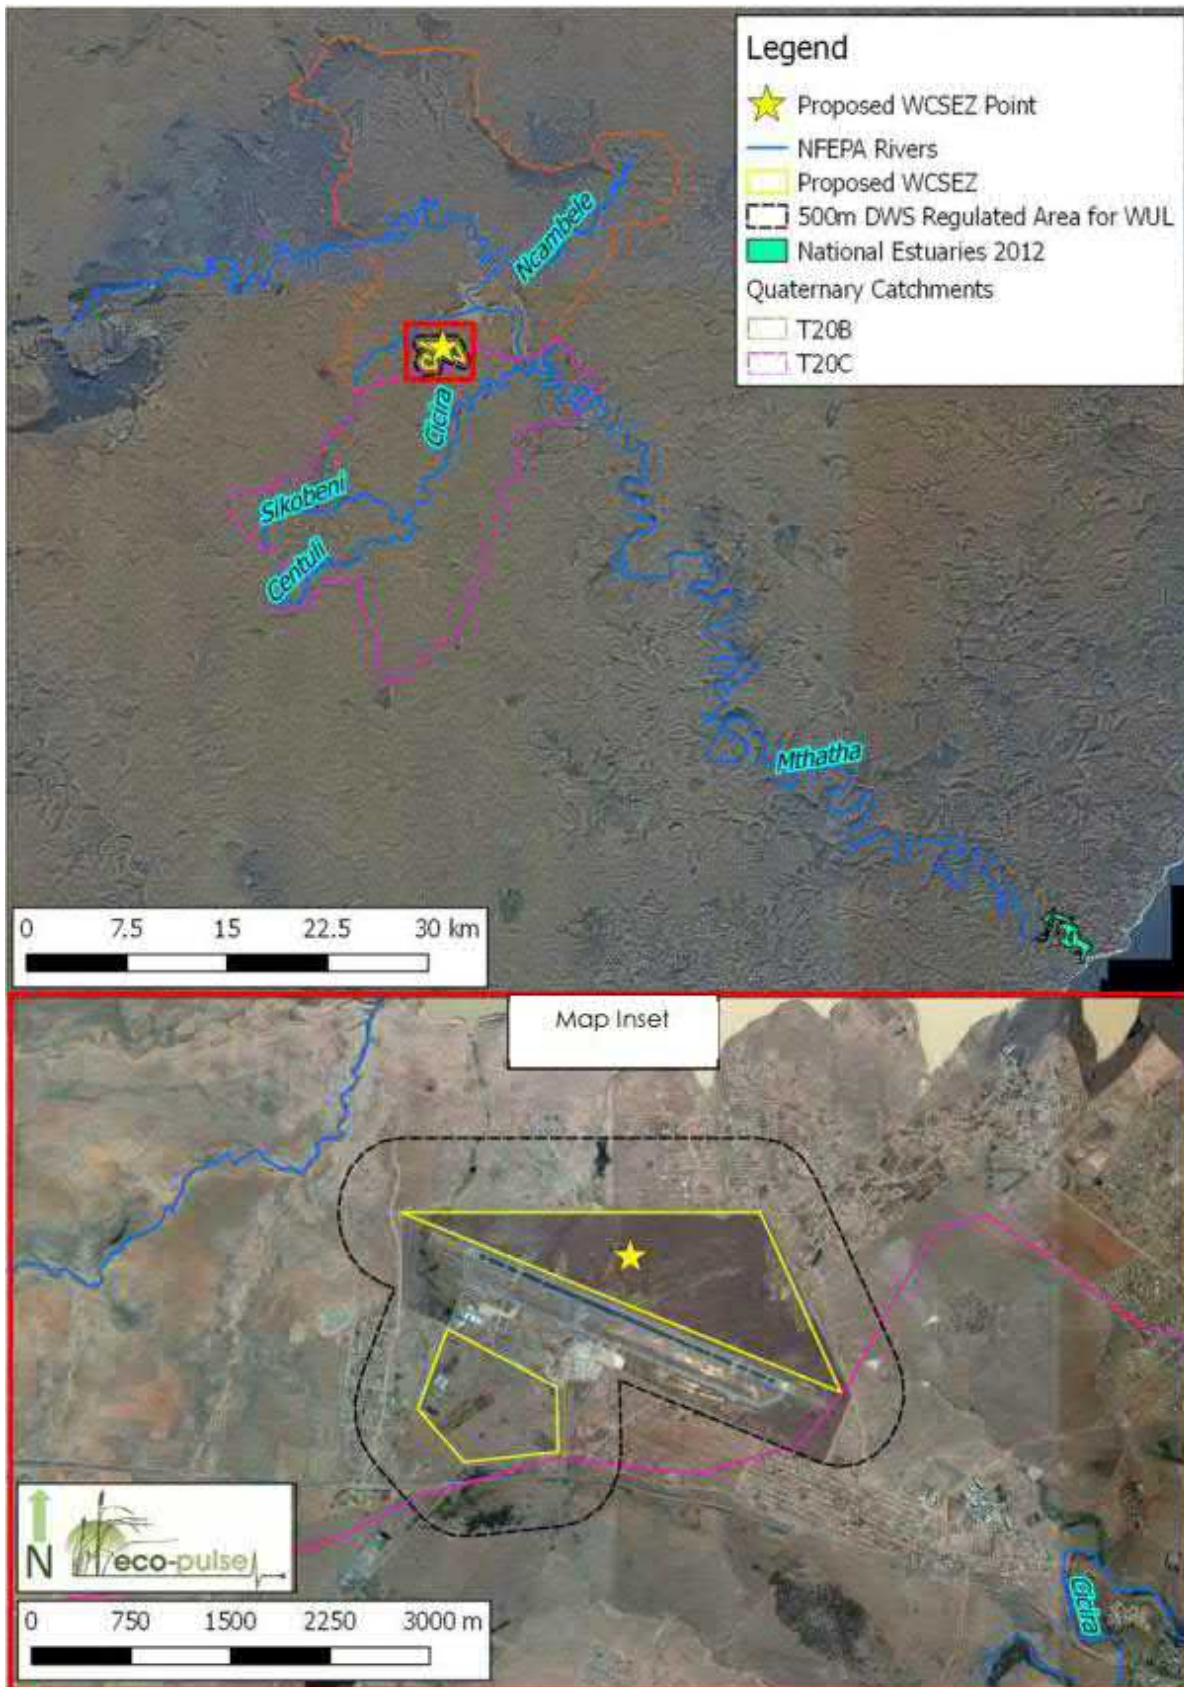 Legend
Proposed WCSEZ Point
NFEPA Rivers
Proposed WCSEZ
500m DWS Regulated Area for WUL
National Estuaries 2012
Quaternary Catchments
T20B
T20C
Ncambele
Cicira
Sikobeni
Centuli
Mthatha
0 7.5 15 22.5 30 km
Map Inset
N
eco-pulse
0 750 1500 2250 3000 m
Cicira